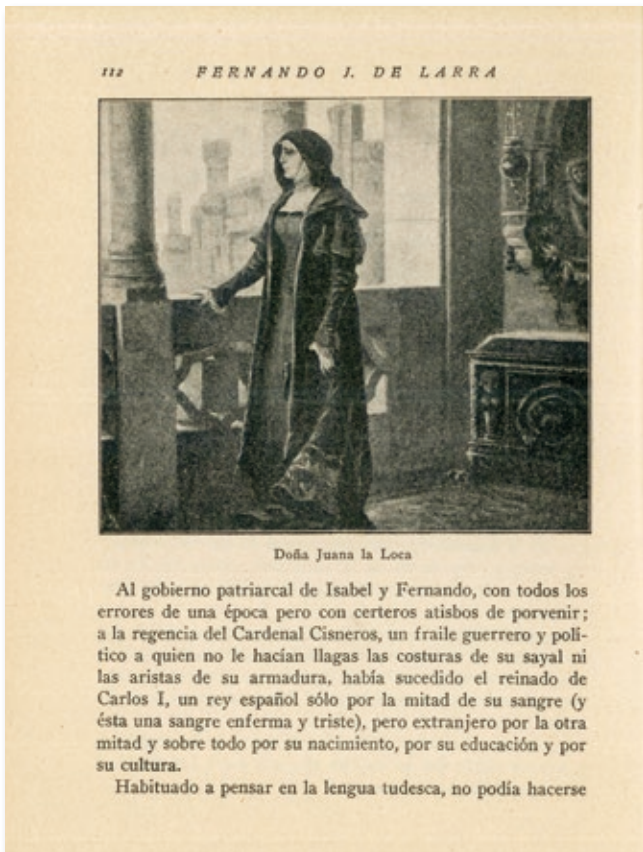 112 FERNANDO J. DE LARRA
Doña Juana la Loca
Al gobierno patriarcal de Isabel y Fernando, con todos los
errores de una época pero con certeros atisbos de porvenir;
a la regencia del Cardenal Cisneros, un fraile guerrero y polí-
tico a quien no le hacían llagas las costuras de su sayal ni
las aristas de su armadura, había sucedido el reinado de
Carlos I, un rey español sólo por la mitad de su sangre (y
ésta una sangre enferma y triste), pero extranjero por la otra
mitad y sobre todo por su nacimiento, por su educación y por
su cultura.
Habituado a pensar en la lengua tudesca, no podía hacerse